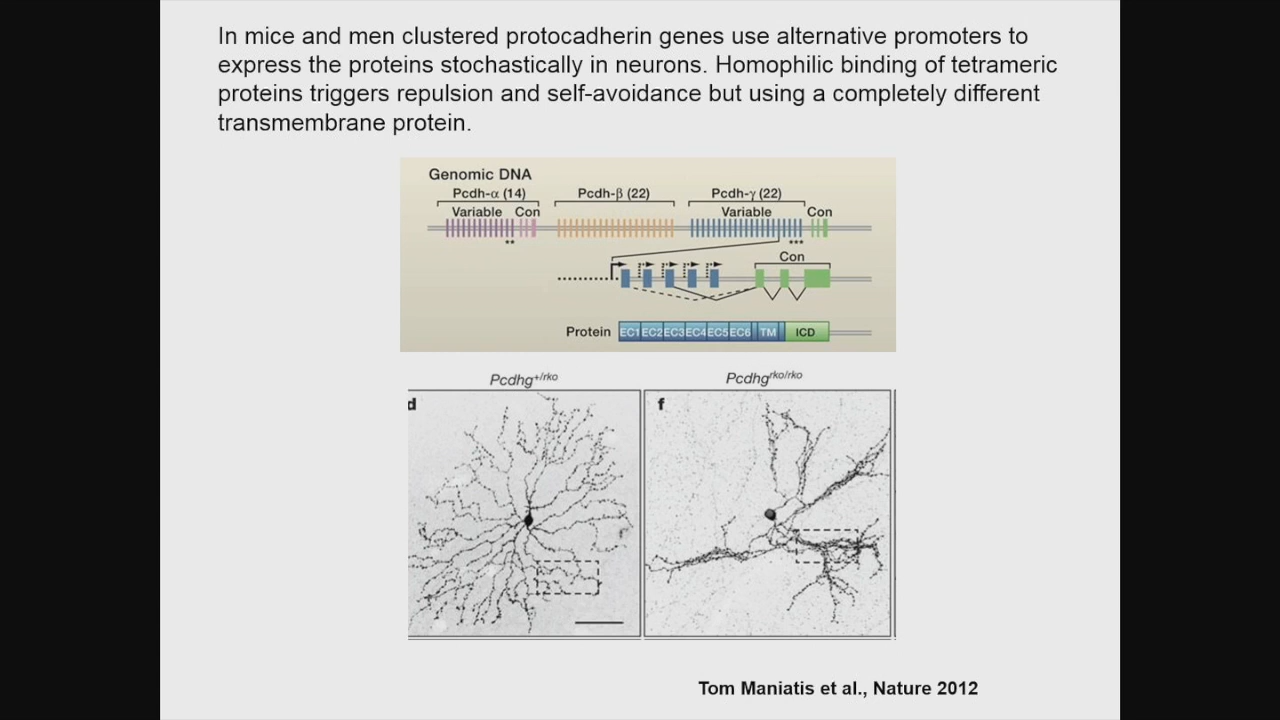 In mice and men clustered protocadherin genes use alternative promoters to
express the proteins stochastically in neurons. Homophilic binding of tetrameric
proteins triggers repulsion and self-avoidance but using a completely different
transmembrane protein.
Genomic DNA
Pcdh-α (14) Pcdh-β (22) Pcdh-γ (22)
Variable Con Variable Con
** ***
Con
Protein EC1 EC2 EC3 EC4 EC5 EC6 TM ICD
Pcdhg+/rko Pcdhgrko/rko
d f
Tom Maniatis et al., Nature 2012